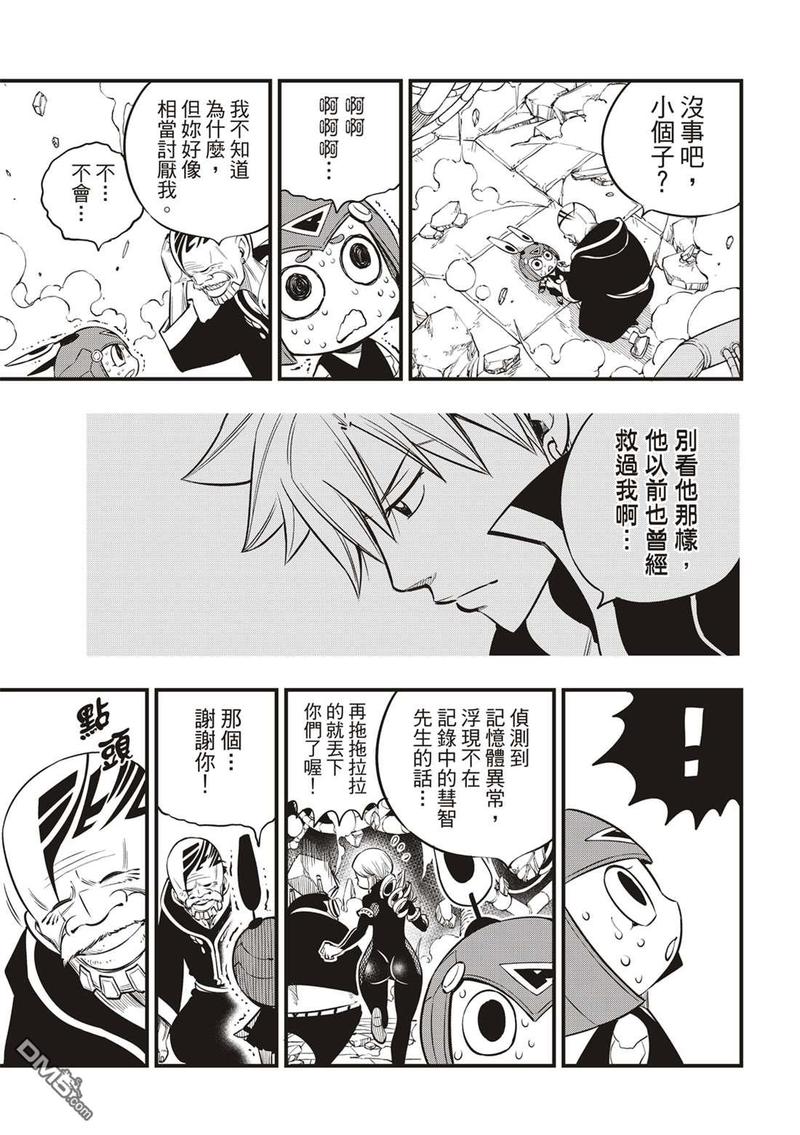 沒事吧，
小個子？
啊啊
啊啊啊…
我不知道
為什麼，
但妳好像
相當討厭我。
不…
不會…
別看他那樣，
他以前也曾經
救過我啊…
！
偵測到
記憶體異常，
浮現不在
記錄中的彗智
先生的話…
再拖拖拉拉
的就丟下
你們了喔！
那個…
謝謝你！
點頭
DM5.com